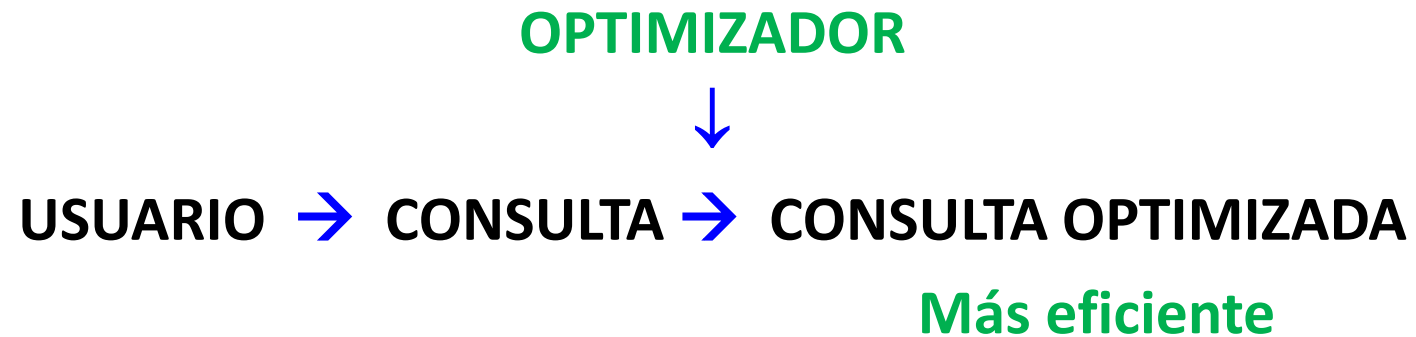 OPTIMIZADOR
↓
USUARIO → CONSULTA → CONSULTA OPTIMIZADA
Más eficiente